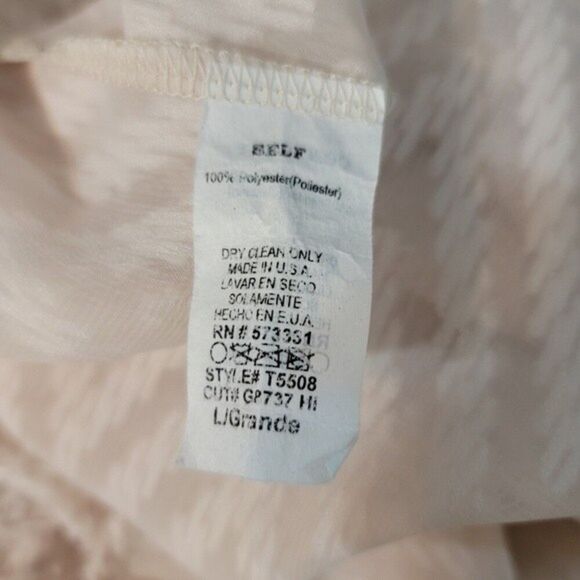 SELF
100% Polyester(Poliester)
DRY CLEAN ONLY
MADE IN U.S.A.
LAVAR EN SECO
SOLAMENTE
HECHO EN E.U.A.
RN # 573331
STYLE# T5508
CUT# G8737 HI
L/Grande